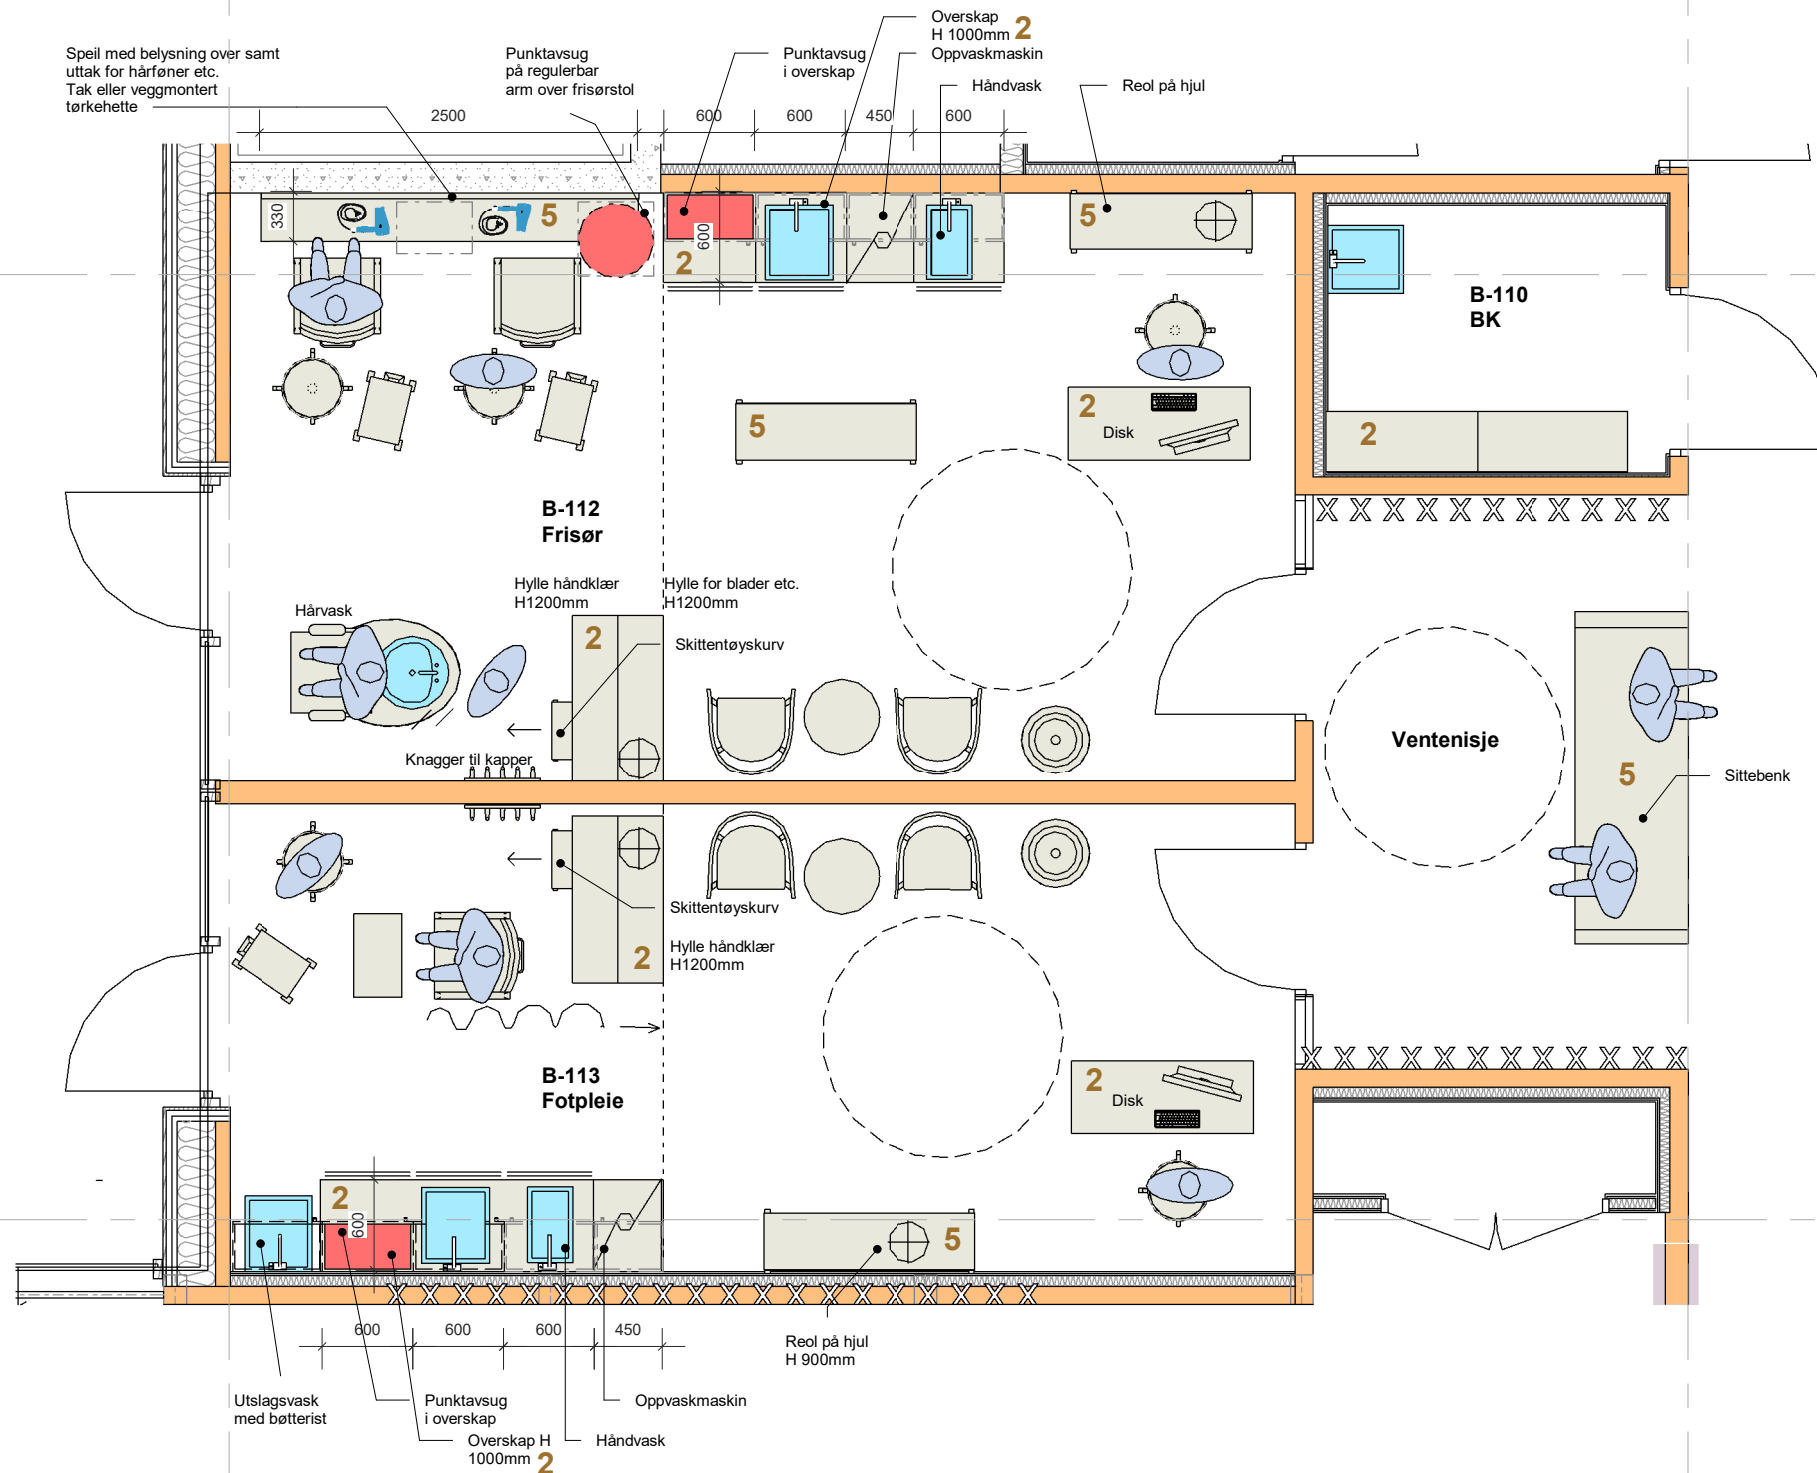 Speil med belysning over samt
uttak for hårføner etc.
Tak eller veggmontert
tørkehette
Punktavsug
på regulerbar
arm over frisørstol
Punktavsug
i overskap
Overskap
H 1000mm 2
Oppvaskmaskin
Håndvask
Reol på hjul
2500
600
600
450
600
330
5
600
2
5
B-110
BK
2
2
Disk
5
B-112
Frisør
Hylle håndklær
H1200mm
Hylle for blader etc.
H1200mm
Hårvask
2
Skittentøyskurv
Knagger til kapper
Ventenisje
5
Sittebenk
Skittentøyskurv
2
Hylle håndklær
H1200mm
B-113
Fotpleie
2
Disk
2
600
5
600
600
600
450
Reol på hjul
H 900mm
Utslagsvask
med bøtterist
Punktavsug
i overskap
Oppvaskmaskin
Overskap H
1000mm 2
Håndvask